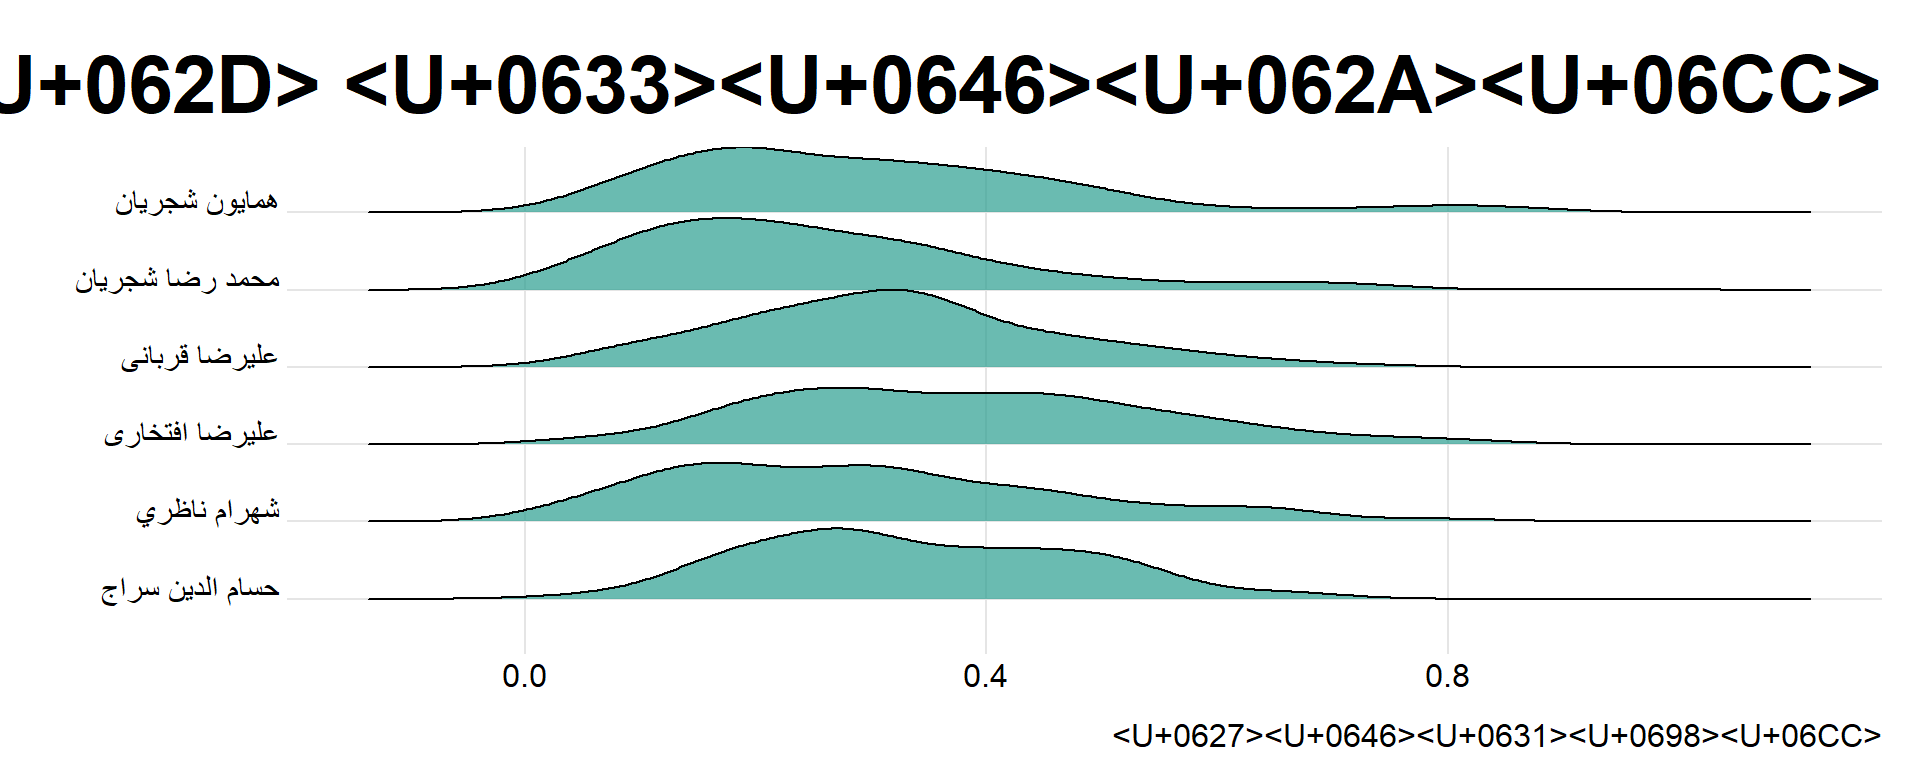 U+062D> <U+0633><U+0646><U+062A><U+06CC>
همایون شجریان
محمد رضا شجریان
علیرضا قربانی
علیرضا افتخاری
شهرام ناظري
حسام الدین سراج
0.0 0.4 0.8
<U+0627><U+0646><U+0631><U+0698><U+06CC>